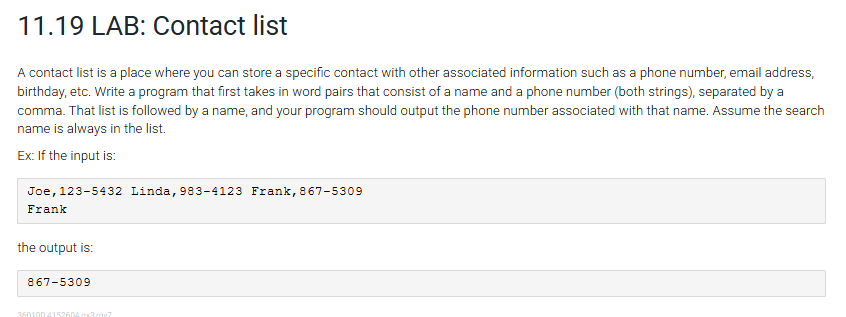 11.19 LAB: Contact list
A contact list is a place where you can store a specific contact with other associated information such as a phone number, email address,
birthday, etc. Write a program that first takes in word pairs that consist of a name and a phone number (both strings), separated by a
comma. That list is followed by a name, and your program should output the phone number associated with that name. Assume the search
name is always in the list.
Ex: If the input is:
Joe,123-5432 Linda,983-4123 Frank,867-5309
Frank
the output is:
867-5309